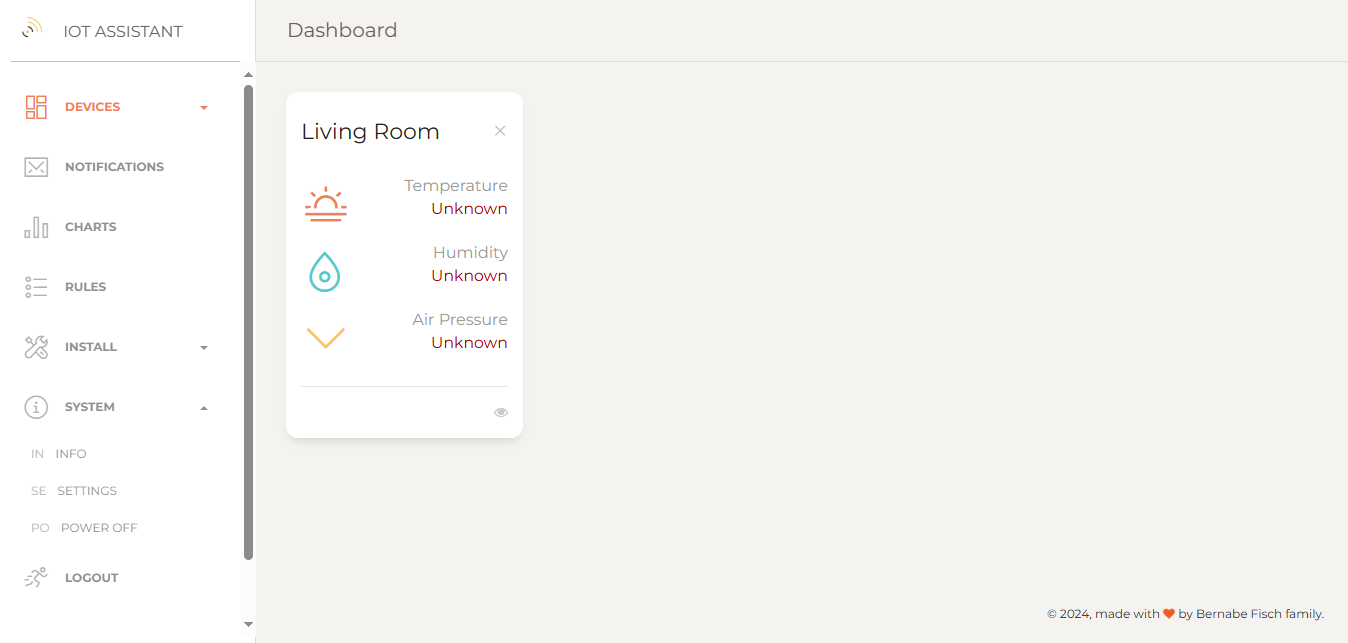 IOT ASSISTANT
Dashboard
DEVICES
NOTIFICATIONS
CHARTS
RULES
INSTALL
SYSTEM
IN INFO
SE SETTINGS
PO POWER OFF
LOGOUT
Living Room
Temperature
Unknown
Humidity
Unknown
Air Pressure
Unknown
© 2024, made with by Bernabe Fisch family.